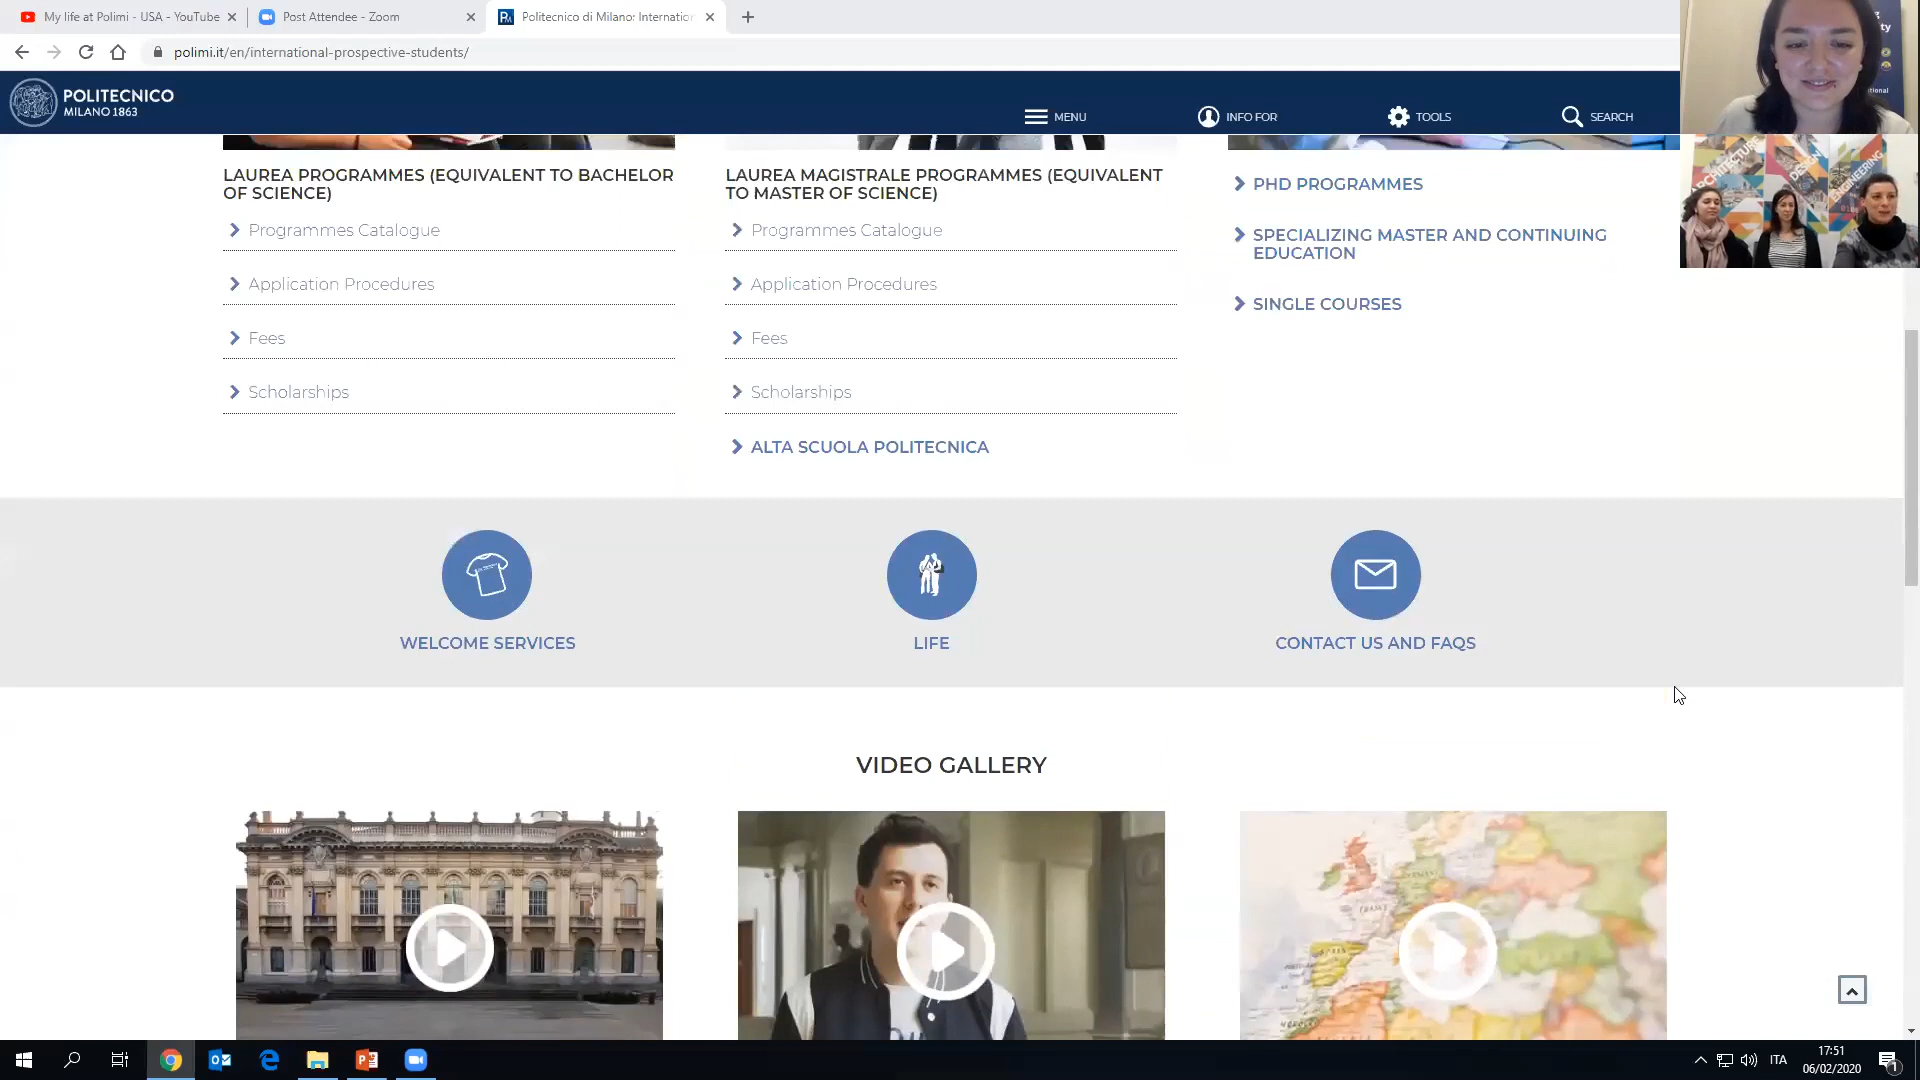 My life at Polimi - USA - YouTube
Post Attendee - Zoom
Politecnico di Milano: Internatio
polimi.it/en/international-prospective-students/
POLITECNICO
MILANO 1863
MENU
INFO FOR
TOOLS
SEARCH
LAUREA PROGRAMMES (EQUIVALENT TO BACHELOR
OF SCIENCE)
Programmes Catalogue
Application Procedures
Fees
Scholarships
LAUREA MAGISTRALE PROGRAMMES (EQUIVALENT
TO MASTER OF SCIENCE)
Programmes Catalogue
Application Procedures
Fees
Scholarships
ALTA SCUOLA POLITECNICA
PHD PROGRAMMES
SPECIALIZING MASTER AND CONTINUING
EDUCATION
SINGLE COURSES
ARCHITECTURE
DESIGN
ENGINEERING
WELCOME SERVICES
LIFE
CONTACT US AND FAQS
VIDEO GALLERY
ITA
17:51
06/02/2020
1